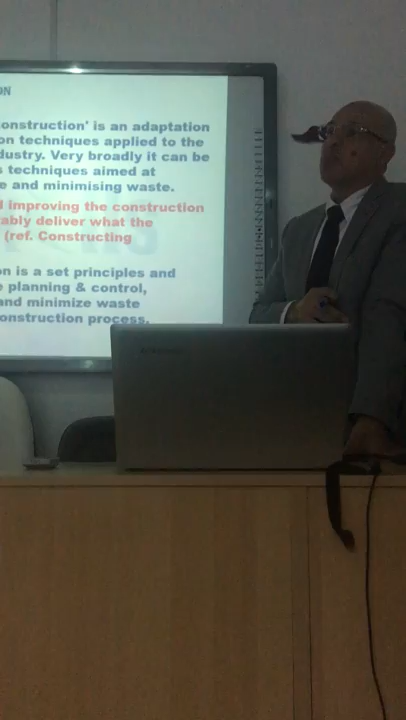 ON
onstruction' is an adaptation
on techniques applied to the
dustry. Very broadly it can be
s techniques aimed at
e and minimising waste.
d improving the construction
ably deliver what the
(ref. Constructing
on is a set principles and
e planning & control,
and minimize waste
onstruction process.